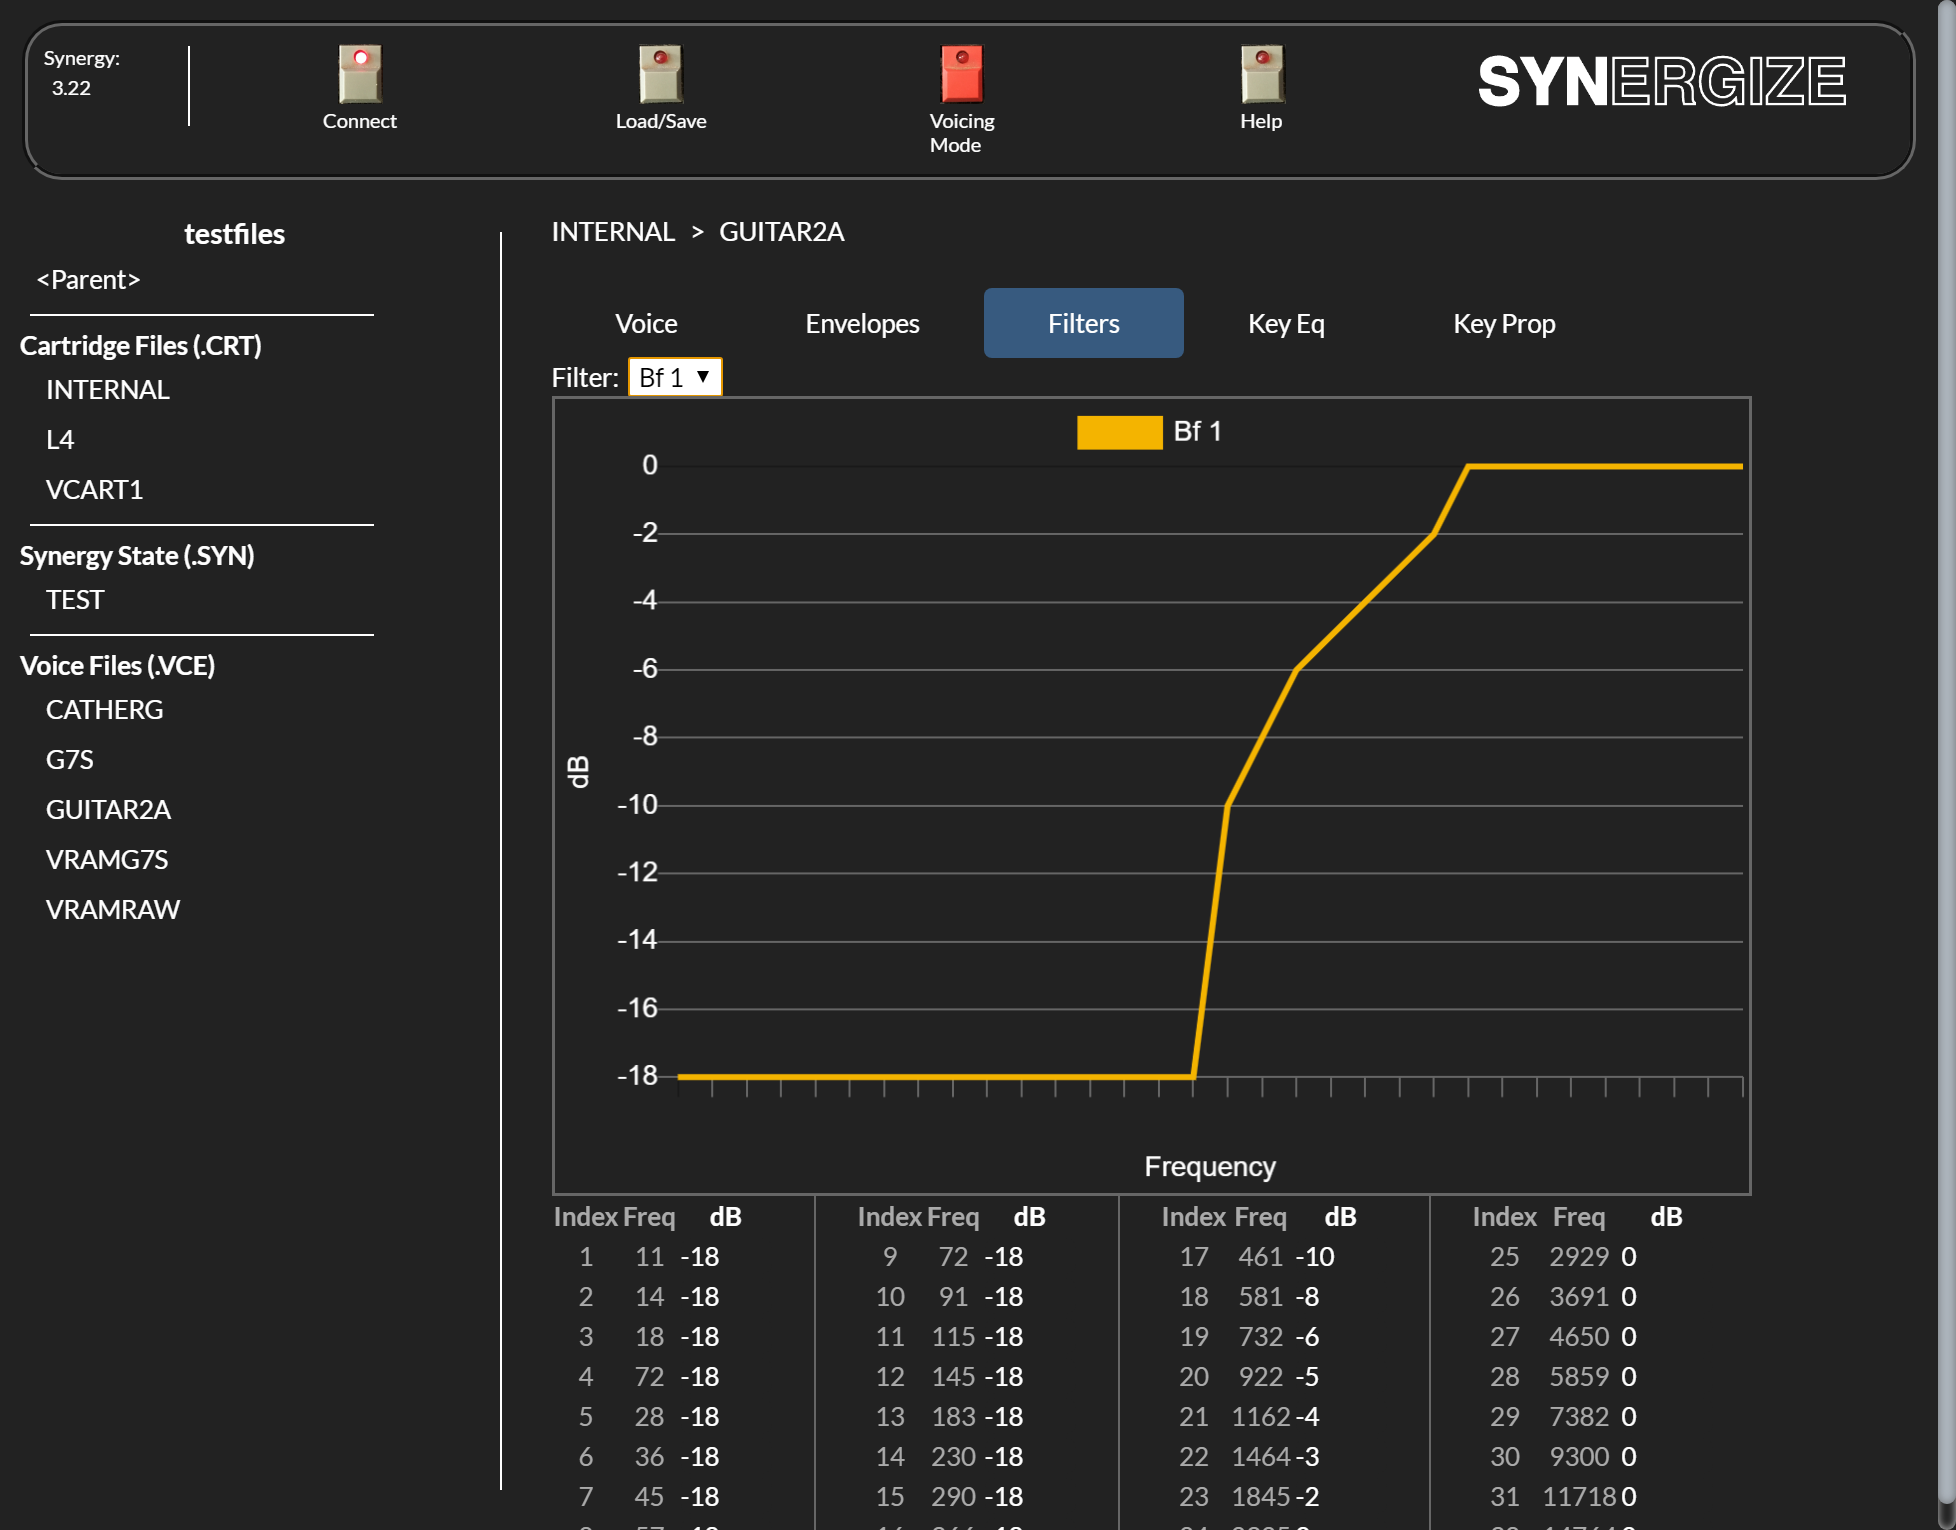 Synergy:
3.22
Connect
Load/Save
Voicing
Mode
Help
SYNERGIZE
testfiles
<Parent>
Cartridge Files (.CRT)
INTERNAL
L4
VCART1
Synergy State (.SYN)
TEST
Voice Files (.VCE)
CATHERG
G7S
GUITAR2A
VRAMG7S
VRAMRAW
INTERNAL > GUITAR2A
Voice Envelopes Filters Key Eq Key Prop
Filter: Bf 1 ▼
Bf 1
0
-2
-4
-6
-8
-10
-12
-14
-16
-18
dB
Frequency
Index Freq dB Index Freq dB Index Freq dB Index Freq dB
1 11 -18 9 72 -18 17 461 -10 25 2929 0
2 14 -18 10 91 -18 18 581 -8 26 3691 0
3 18 -18 11 115 -18 19 732 -6 27 4650 0
4 72 -18 12 145 -18 20 922 -5 28 5859 0
5 28 -18 13 183 -18 21 1162 -4 29 7382 0
6 36 -18 14 230 -18 22 1464 -3 30 9300 0
7 45 -18 15 290 -18 23 1845 -2 31 11718 0